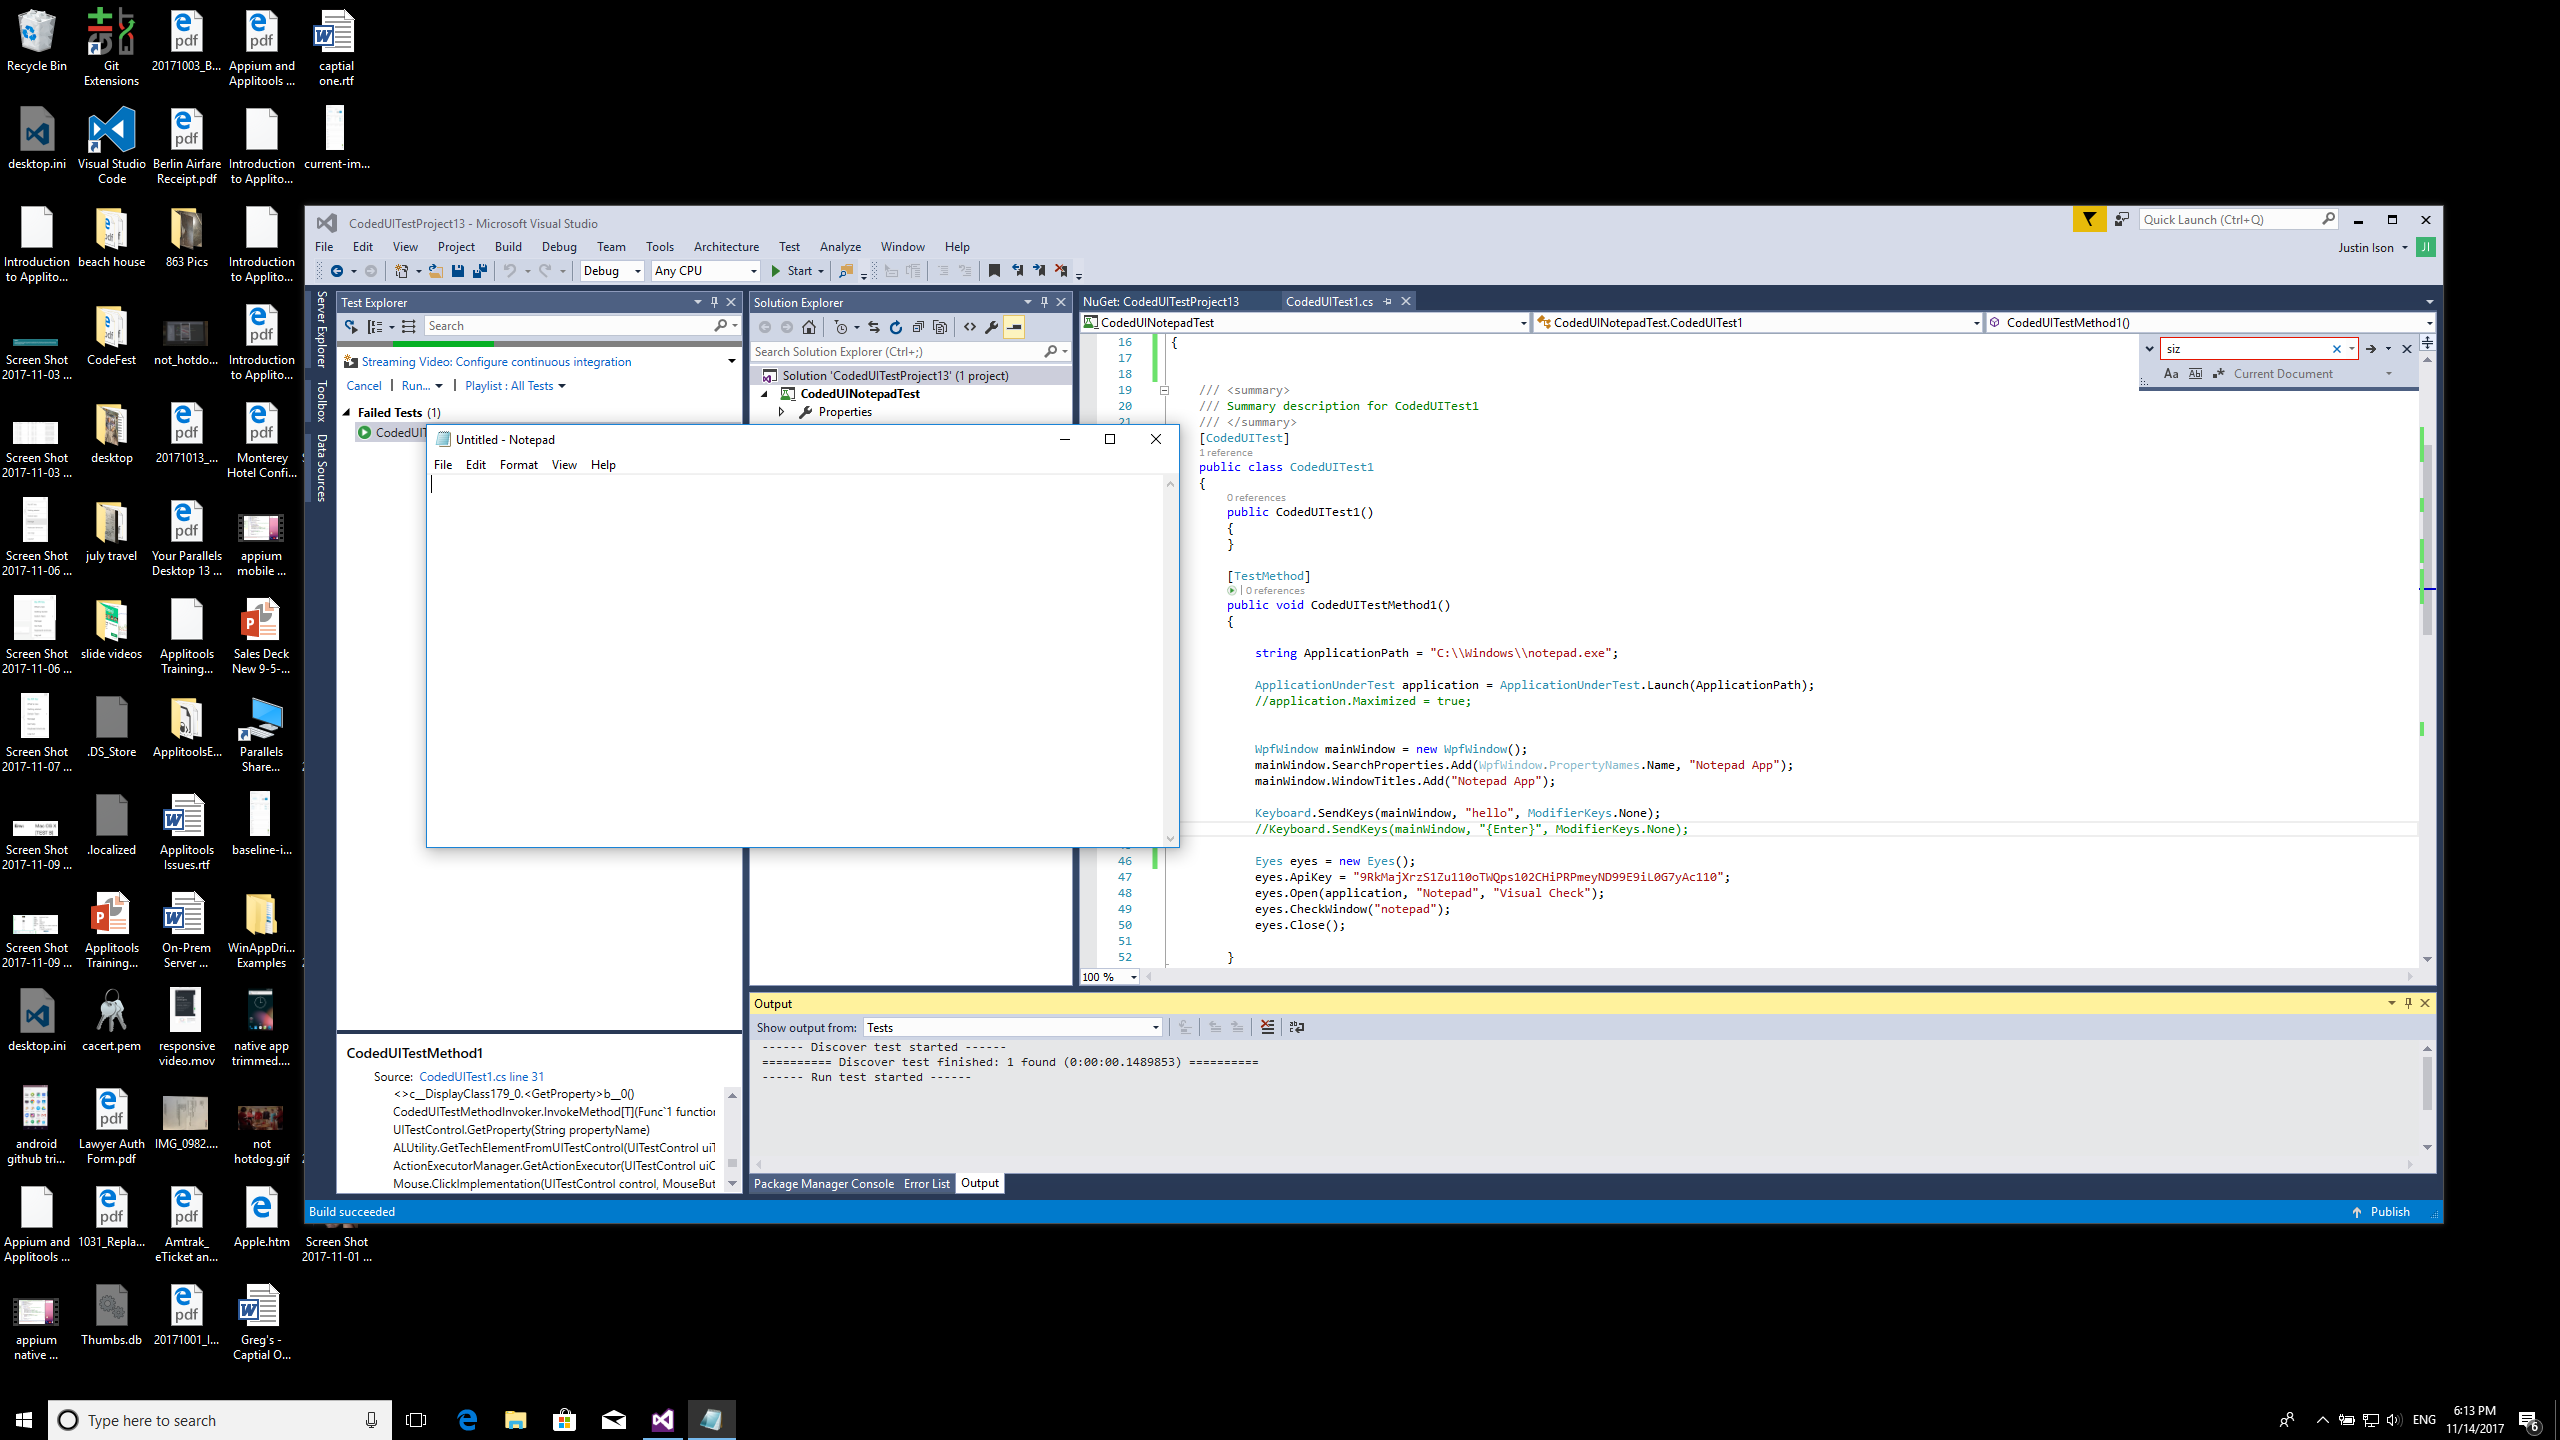 Recycle Bin
Git Extensions
20171003_B...
Appium and Applitools ...
captial one.rtf
desktop.ini
Visual Studio Code
Berlin Airfare Receipt.pdf
Introduction to Applito...
current-im...
Introduction to Applito...
beach house
863 Pics
Introduction to Applito...
Screen Shot 2017-11-03 ...
CodeFest
not_hotdo...
Introduction to Applito...
Screen Shot 2017-11-03 ...
desktop
20171013_...
Monterey Hotel Confi...
Screen Shot 2017-11-06 ...
july travel
Your Parallels Desktop 13 ...
appium mobile ...
Screen Shot 2017-11-06 ...
slide videos
Applitools Training...
Sales Deck New 9-5-...
Screen Shot 2017-11-07 ...
.DS_Store
ApplitoolsE...
Parallels Share...
Screen Shot 2017-11-09 ...
.localized
Applitools Issues.rtf
baseline-i...
Screen Shot 2017-11-09 ...
Applitools Training...
On-Prem Server ...
WinAppDri... Examples
desktop.ini
cacert.pem
responsive video.mov
native app trimmed....
android github tri...
Lawyer Auth Form.pdf
IMG_0982....
not hotdog.gif
Appium and Applitools ...
1031_Repla...
Amtrak_ eTicket an...
Apple.htm
Screen Shot 2017-11-01 ...
appium native ...
Thumbs.db
20171001_I...
Greg's - Captial O...
CodedUITestProject13 - Microsoft Visual Studio
Quick Launch (Ctrl+Q)
File Edit View Project Build Debug Team Tools Architecture Test Analyze Window Help
Justin Ison
JI
Debug Any CPU Start
Server Explorer
Toolbox
Data Sources
Test Explorer
Search
Streaming Video: Configure continuous integration
Cancel | Run... | Playlist : All Tests
Failed Tests (1)
CodedUIT
Solution Explorer
Search Solution Explorer (Ctrl+;)
Solution 'CodedUITestProject13' (1 project)
CodedUINotepadTest
Properties
Untitled - Notepad
File Edit Format View Help
NuGet: CodedUITestProject13
CodedUITest1.cs
CodedUINotepadTest
CodedUINotepadTest.CodedUITest1
CodedUITestMethod1()
siz
Aa
Current Document
16 {
17
18
19 /// <summary>
20 /// Summary description for CodedUITest1
21 /// </summary>
[CodedUITest]
1 reference
public class CodedUITest1
{
0 references
public CodedUITest1()
{
}
[TestMethod]
| 0 references
public void CodedUITestMethod1()
{
string ApplicationPath = "C:\\Windows\\notepad.exe";
ApplicationUnderTest application = ApplicationUnderTest.Launch(ApplicationPath);
//application.Maximized = true;
WpfWindow mainWindow = new WpfWindow();
mainWindow.SearchProperties.Add(WpfWindow.PropertyNames.Name, "Notepad App");
mainWindow.WindowTitles.Add("Notepad App");
Keyboard.SendKeys(mainWindow, "hello", ModifierKeys.None);
//Keyboard.SendKeys(mainWindow, "{Enter}", ModifierKeys.None);
46 Eyes eyes = new Eyes();
47 eyes.ApiKey = "9RkMajXrzS1Zu110oTWQps102CHiPRPmeyND99E9iL0G7yAc110";
48 eyes.Open(application, "Notepad", "Visual Check");
49 eyes.CheckWindow("notepad");
50 eyes.Close();
51
52 }
100 %
CodedUITestMethod1
Source: CodedUITest1.cs line 31
<>c__DisplayClass179_0.<GetProperty>b__0()
CodedUITestMethodInvoker.InvokeMethod[T](Func`1 function
UITestControl.GetProperty(String propertyName)
ALUtility.GetTechElementFromUITestControl(UITestControl uiT
ActionExecutorManager.GetActionExecutor(UITestControl uiC
Mouse.ClickImplementation(UITestControl control, MouseBut
Output
Show output from: Tests
------ Discover test started ------
========== Discover test finished: 1 found (0:00:00.1489853) ==========
------ Run test started ------
Package Manager Console Error List Output
Build succeeded
Publish
Type here to search
ENG
6:13 PM
11/14/2017
6